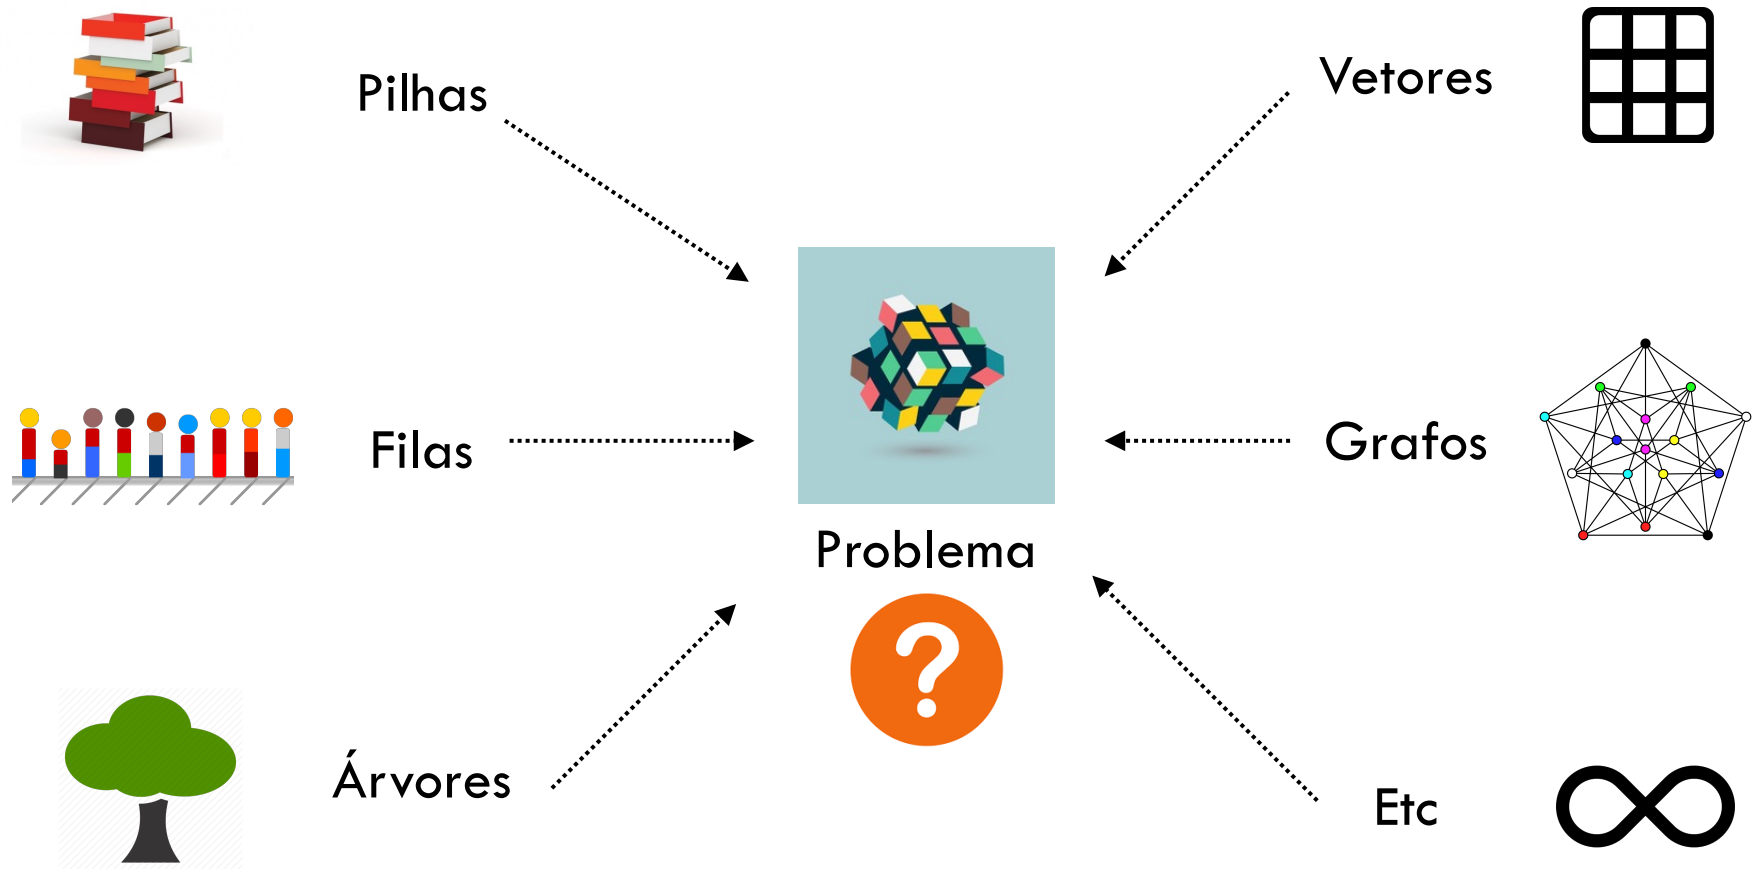 Pilhas
Vetores
Filas
Grafos
Problema
?
Árvores
Etc